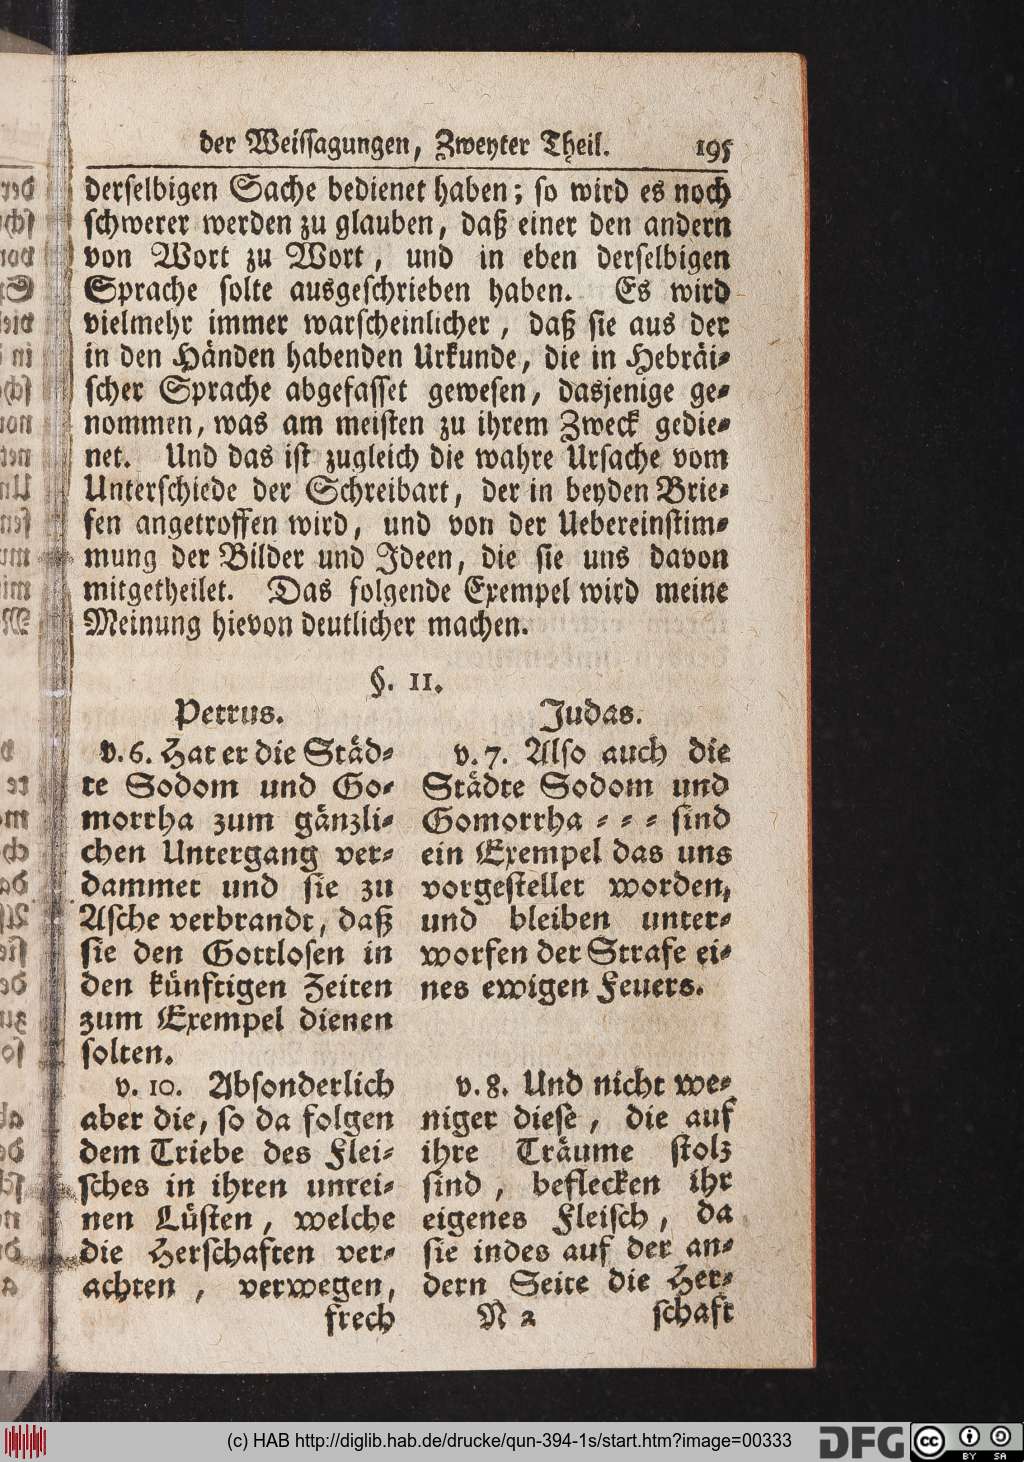 der Weiſſagungen, Zweyter Theil. 195
derſelbigen Sache bedienet haben; ſo wird es noch
ſchwerer werden zu glauben, daß einer den andern
von Wort zu Wort, und in eben derſelbigen
Sprache ſolte ausgeſchrieben haben. Es wird
vielmehr immer warſcheinlicher, daß ſie aus der
in den Händen habenden Urkunde, die in Hebräi⸗
ſcher Sprache abgefaſſet geweſen, dasjenige ge⸗
nommen, was am meiſten zu ihrem Zweck gedie⸗
net. Und das iſt zugleich die wahre Urſache vom
Unterſchiede der Schreibart, der in beyden Brie⸗
fen angetroffen wird, und von der Uebereinſtim⸗
mung der Bilder und Ideen, die ſie uns davon
mitgetheilet. Das folgende Exempel wird meine
Meinung hievon deutlicher machen.
§. 11.
Petrus.
v. 6. Hat er die Städ⸗
te Sodom und Go⸗
morrha zum gänzli⸗
chen Untergang ver⸗
dammet und ſie zu
Aſche verbrandt, daß
ſie den Gottloſen in
den künftigen Zeiten
zum Exempel dienen
ſolten.
v. 10. Abſonderlich
aber die, ſo da folgen
dem Triebe des Flei⸗
ſches in ihren unrei⸗
nen Lüſten, welche
die Herſchaften ver⸗
achten, verwegen,
frech
Judas.
v. 7. Alſo auch die
Städte Sodom und
Gomorrha ⸗ ⸗ ⸗ ſind
ein Exempel das uns
vorgeſtellet worden,
und bleiben unter⸗
worfen der Strafe ei⸗
nes ewigen Feuers.
v. 8. Und nicht we⸗
niger dieſe, die auf
ihre Träume ſtolz
ſind, beflecken ihr
eigenes Fleiſch, da
ſie indes auf der an⸗
dern Seite die Her⸗
N 2 ſchaft
(c) HAB http://diglib.hab.de/drucke/qun-394-1s/start.htm?image=00333
DFG
cc BY SA